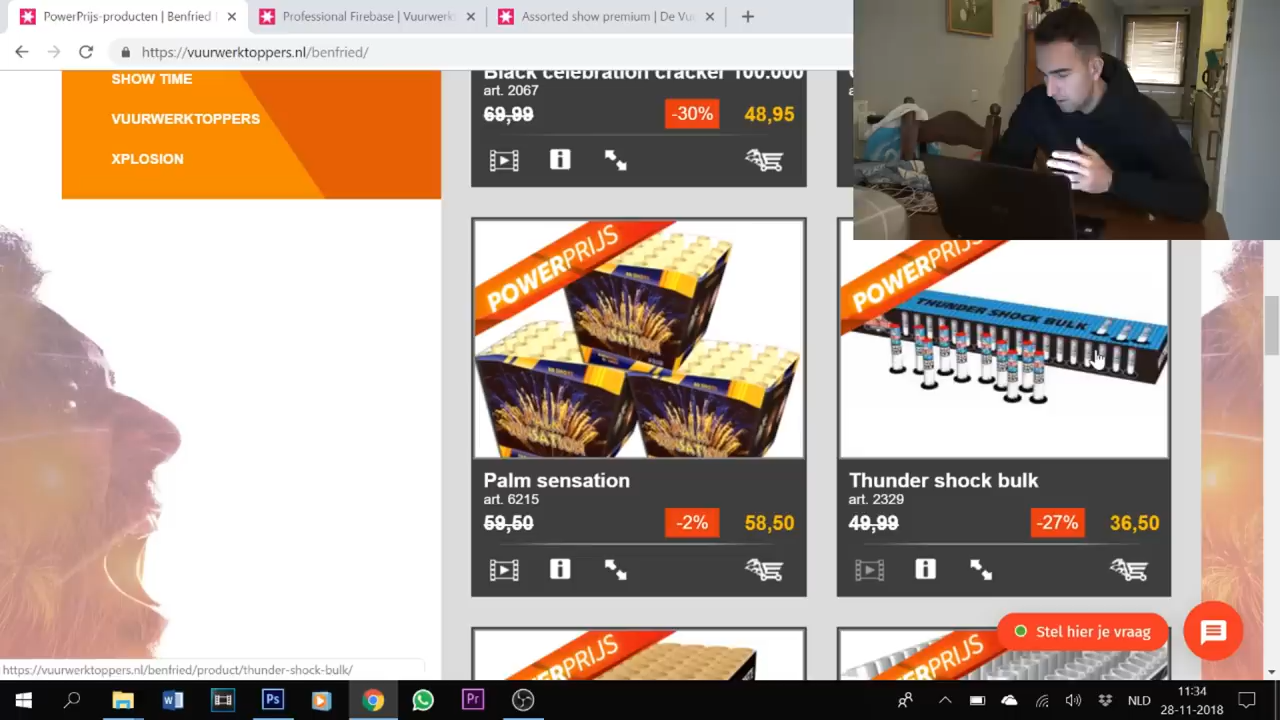 PowerPrijs-producten | Benfried
Professional Firebase | Vuurwerk
Assorted show premium | De Vu
https://vuurwerktoppers.nl/benfried/
SHOW TIME
VUURWERKTOPPERS
XPLOSION
Black celebration cracker 100.000
art. 2067
69,99 -30% 48,95
POWERPRIJS
Palm sensation
art. 6215
59,50 -2% 58,50
POWERPRIJS
THUNDER SHOCK BULK
Thunder shock bulk
art. 2329
49,99 -27% 36,50
POWERPRIJS
POWERPRIJS
Stel hier je vraag
https://vuurwerktoppers.nl/benfried/product/thunder-shock-bulk/
NLD
11:34
28-11-2018